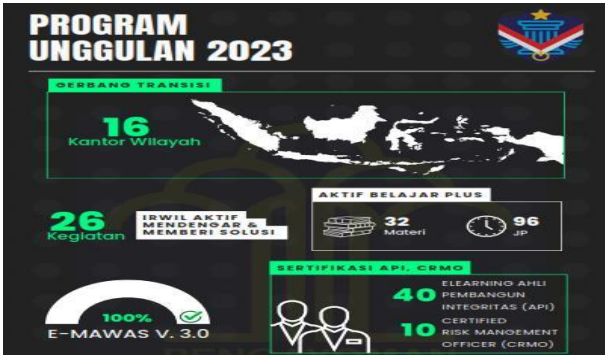 PROGRAM
UNGGULAN 2023
GERBANG TRANSISI
16
Kantor Wilayah
26
Kegiatan
IRWIL AKTIF
MENDENGAR &
MEMBERI SOLUSI
AKTIF BELAJAR PLUS
32
Materi
96
JP
100%
E-MAWAS V. 3.0
SERTIFIKASI API, CRMO
40
ELEARNING AHLI
PEMBANGUN
INTEGRITAS (API)
10
CERTIFIED
RISK MANGEMENT
OFFICER (CRMO)